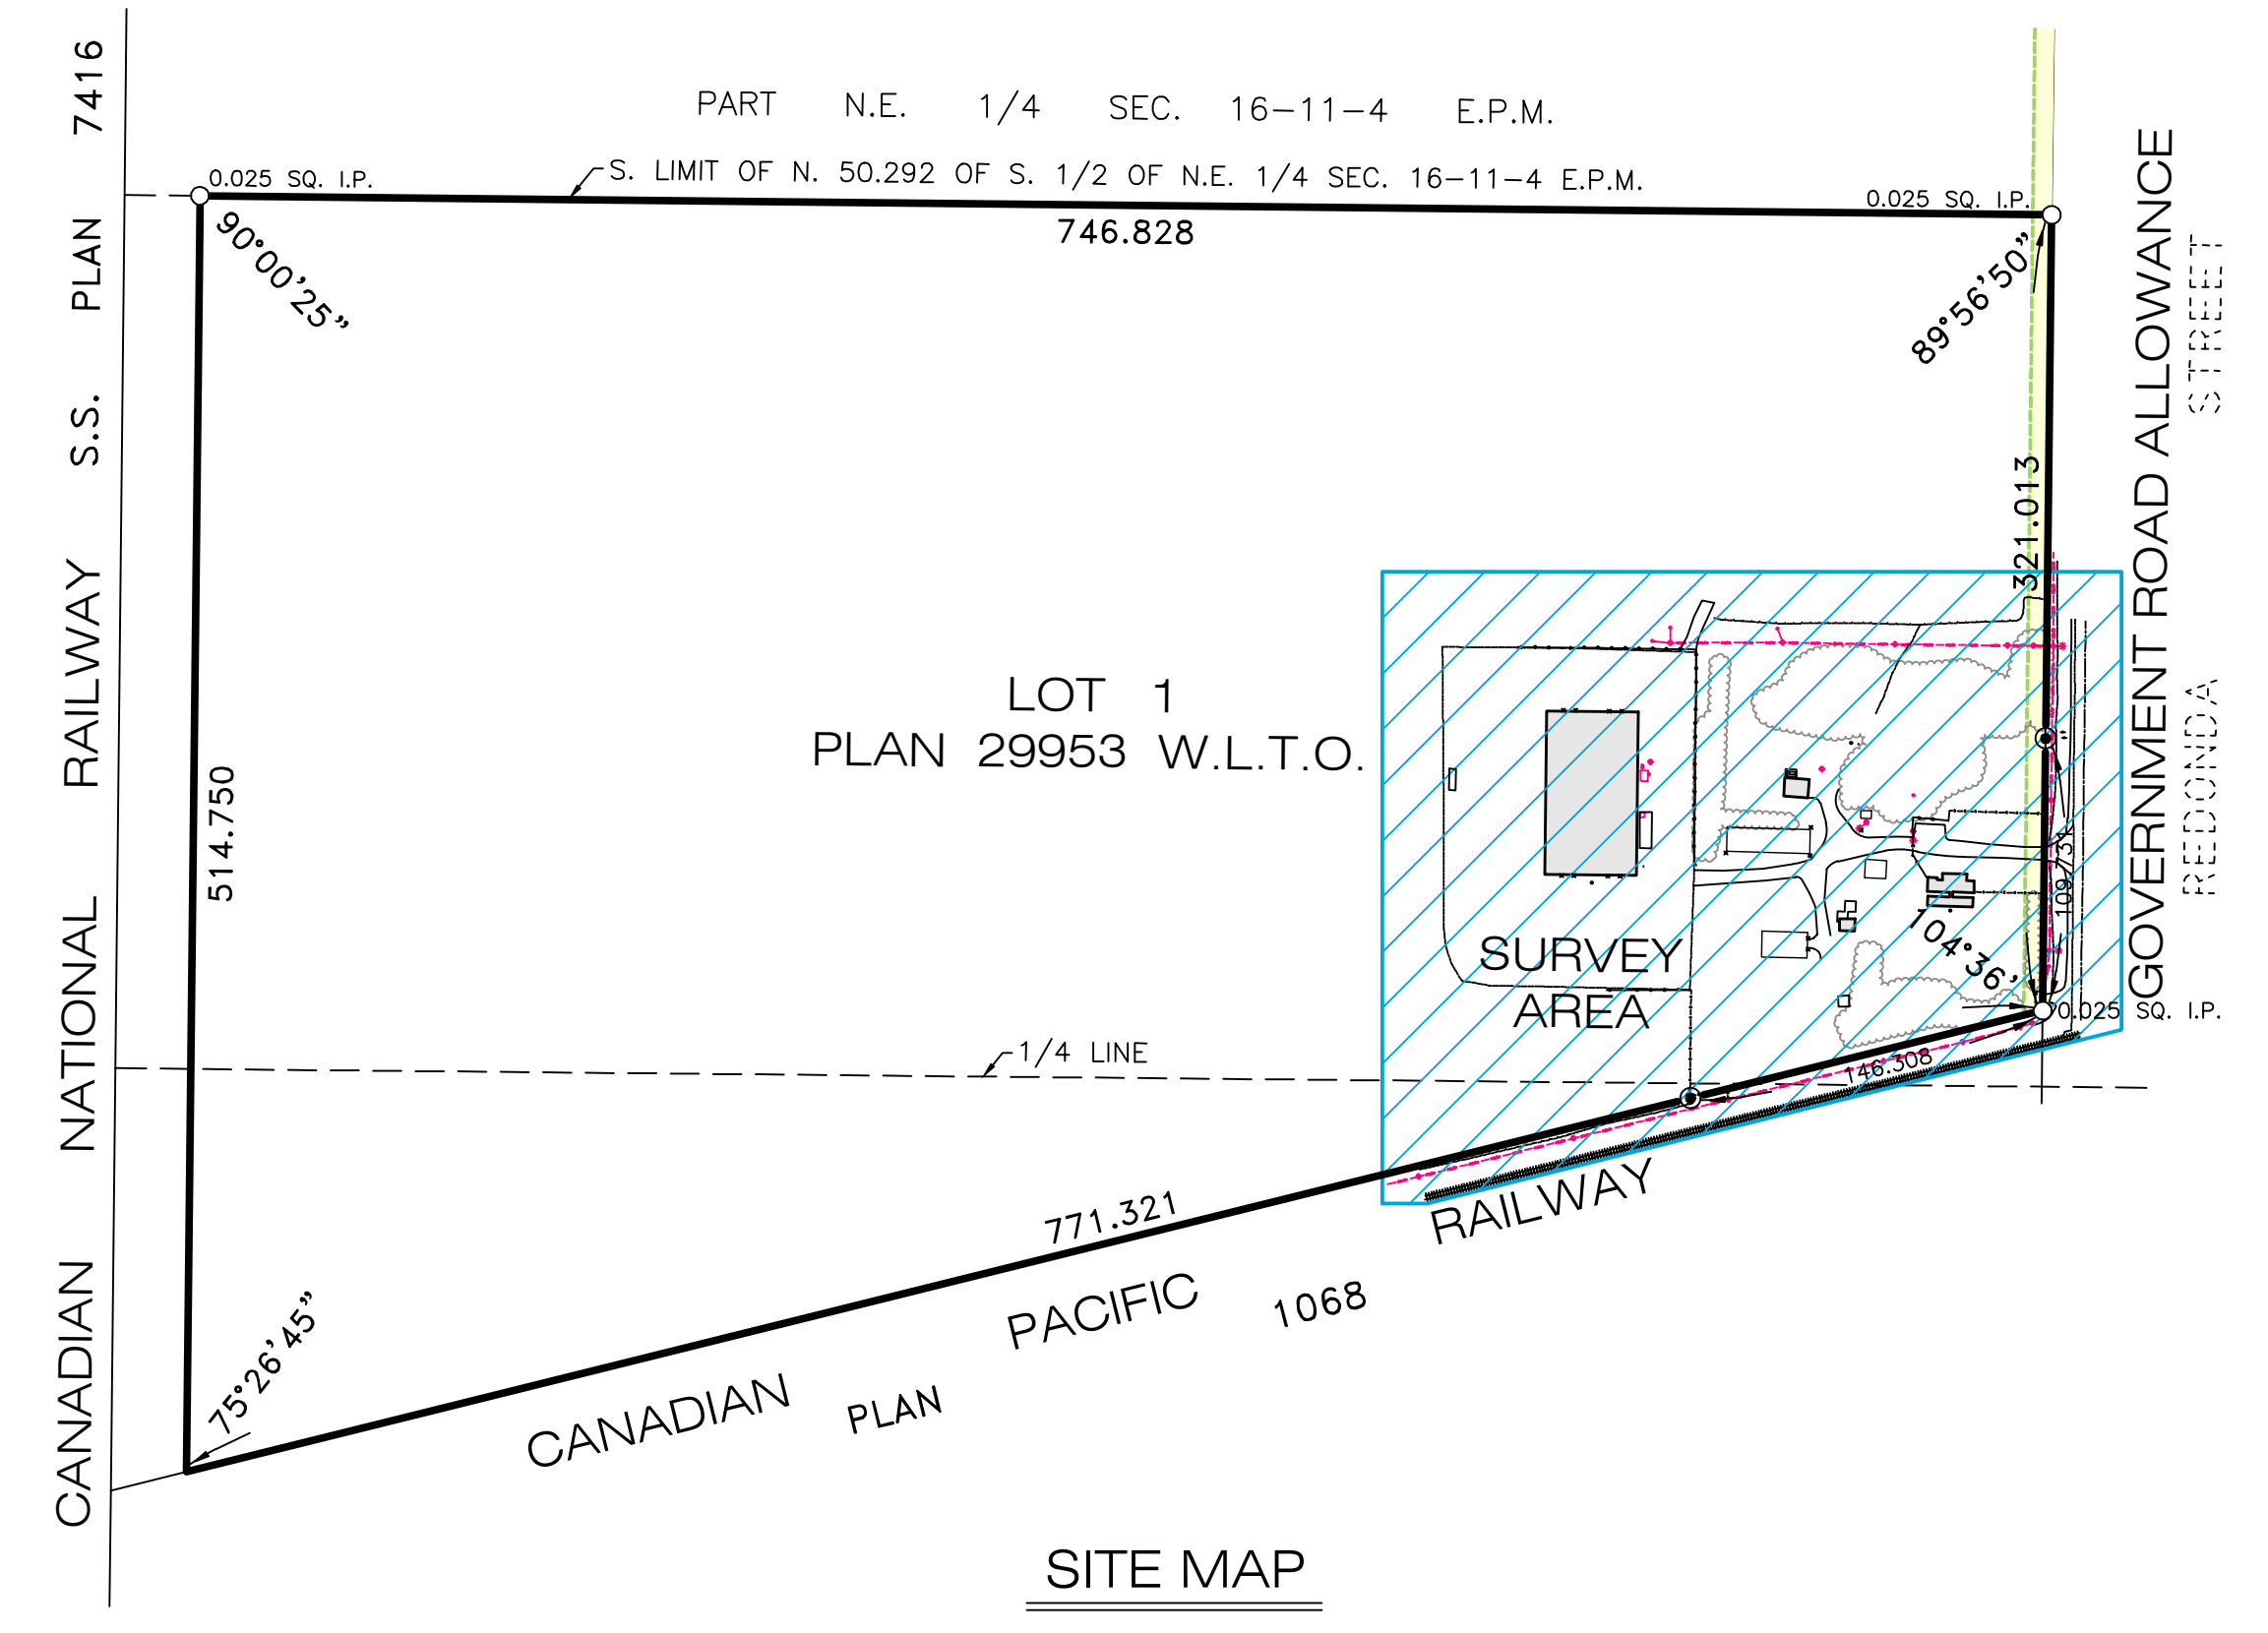 PART N.E. 1/4 SEC. 16-11-4 E.P.M.
S. LIMIT OF N. 50.292 OF S. 1/2 OF N.E. 1/4 SEC. 16-11-4 E.P.M.
0.025 SQ. I.P.
0.025 SQ. I.P.
746.828
90°00'25"
89°56'50"
CANADIAN NATIONAL RAILWAY S.S. PLAN 7416
514.750
321.013
GOVERNMENT ROAD ALLOWANCE
REDONDA STREET
LOT 1
PLAN 29953 W.L.T.O.
109.731
SURVEY
AREA
104°36'
0.025 SQ. I.P.
1/4 LINE
146.308
771.321
CANADIAN PACIFIC RAILWAY
PLAN 1068
75°26'45"
SITE MAP